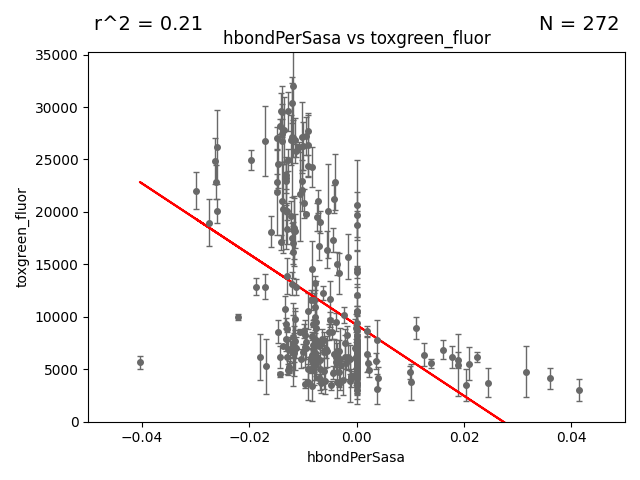 r^2 = 0.21
N = 272
hbondPerSasa vs toxgreen_fluor
35000
30000
25000
20000
15000
10000
5000
0
toxgreen_fluor
−0.04
−0.02
0.00
0.02
0.04
hbondPerSasa